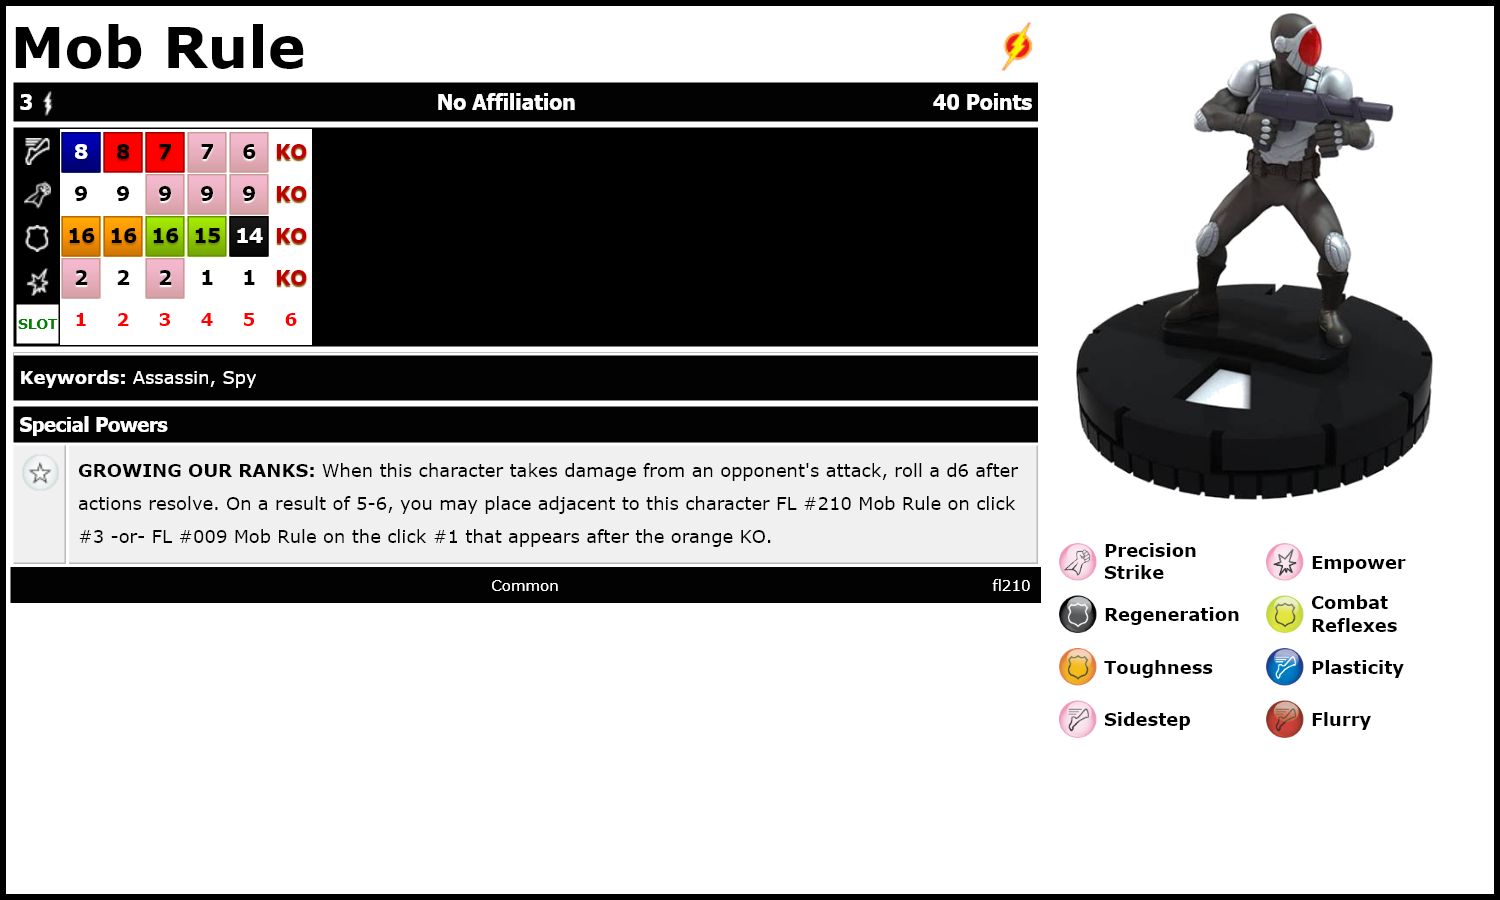 Mob Rule
3 No Affiliation 40 Points
8 8 7 7 6 KO
9 9 9 9 9 KO
16 16 16 15 14 KO
2 2 2 1 1 KO
SLOT 1 2 3 4 5 6
Keywords: Assassin, Spy
Special Powers
GROWING OUR RANKS: When this character takes damage from an opponent's attack, roll a d6 after
actions resolve. On a result of 5-6, you may place adjacent to this character FL #210 Mob Rule on click
#3 -or- FL #009 Mob Rule on the click #1 that appears after the orange KO.
Common fl210
Precision
Strike
Empower
Regeneration
Combat
Reflexes
Toughness
Plasticity
Sidestep
Flurry